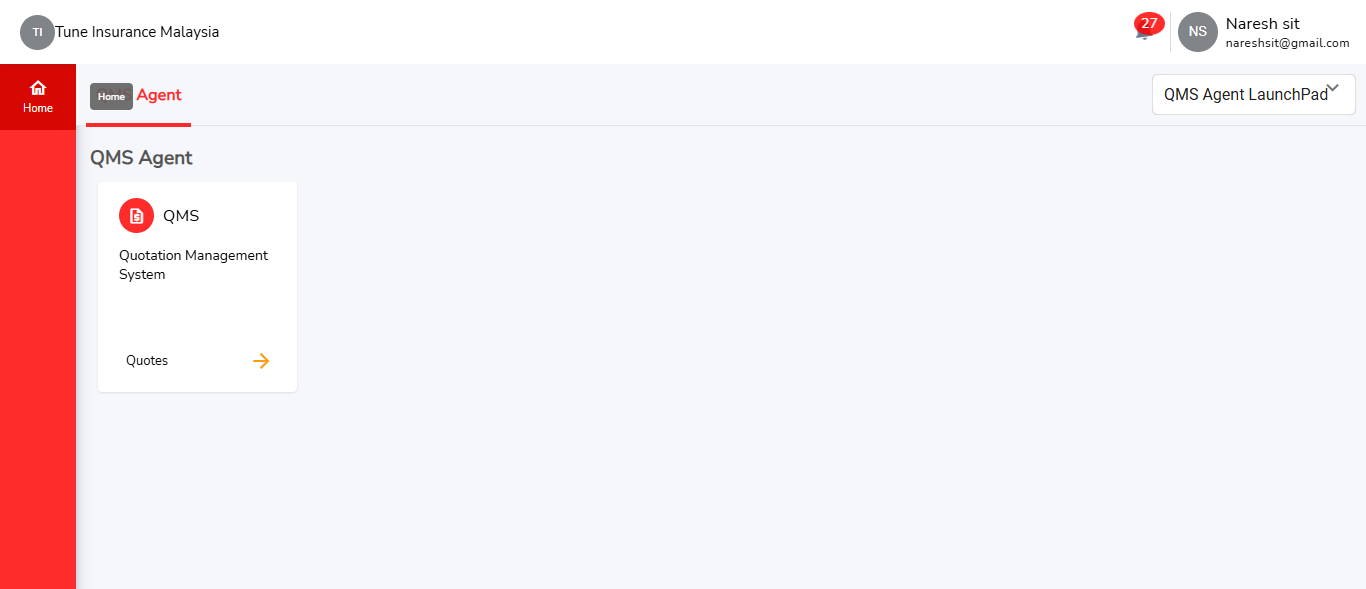 TI
Tune Insurance Malaysia
27
NS
Naresh sit
nareshsit@gmail.com
Home
Home
Agent
QMS Agent LaunchPad
QMS Agent
QMS
Quotation Management
System
Quotes